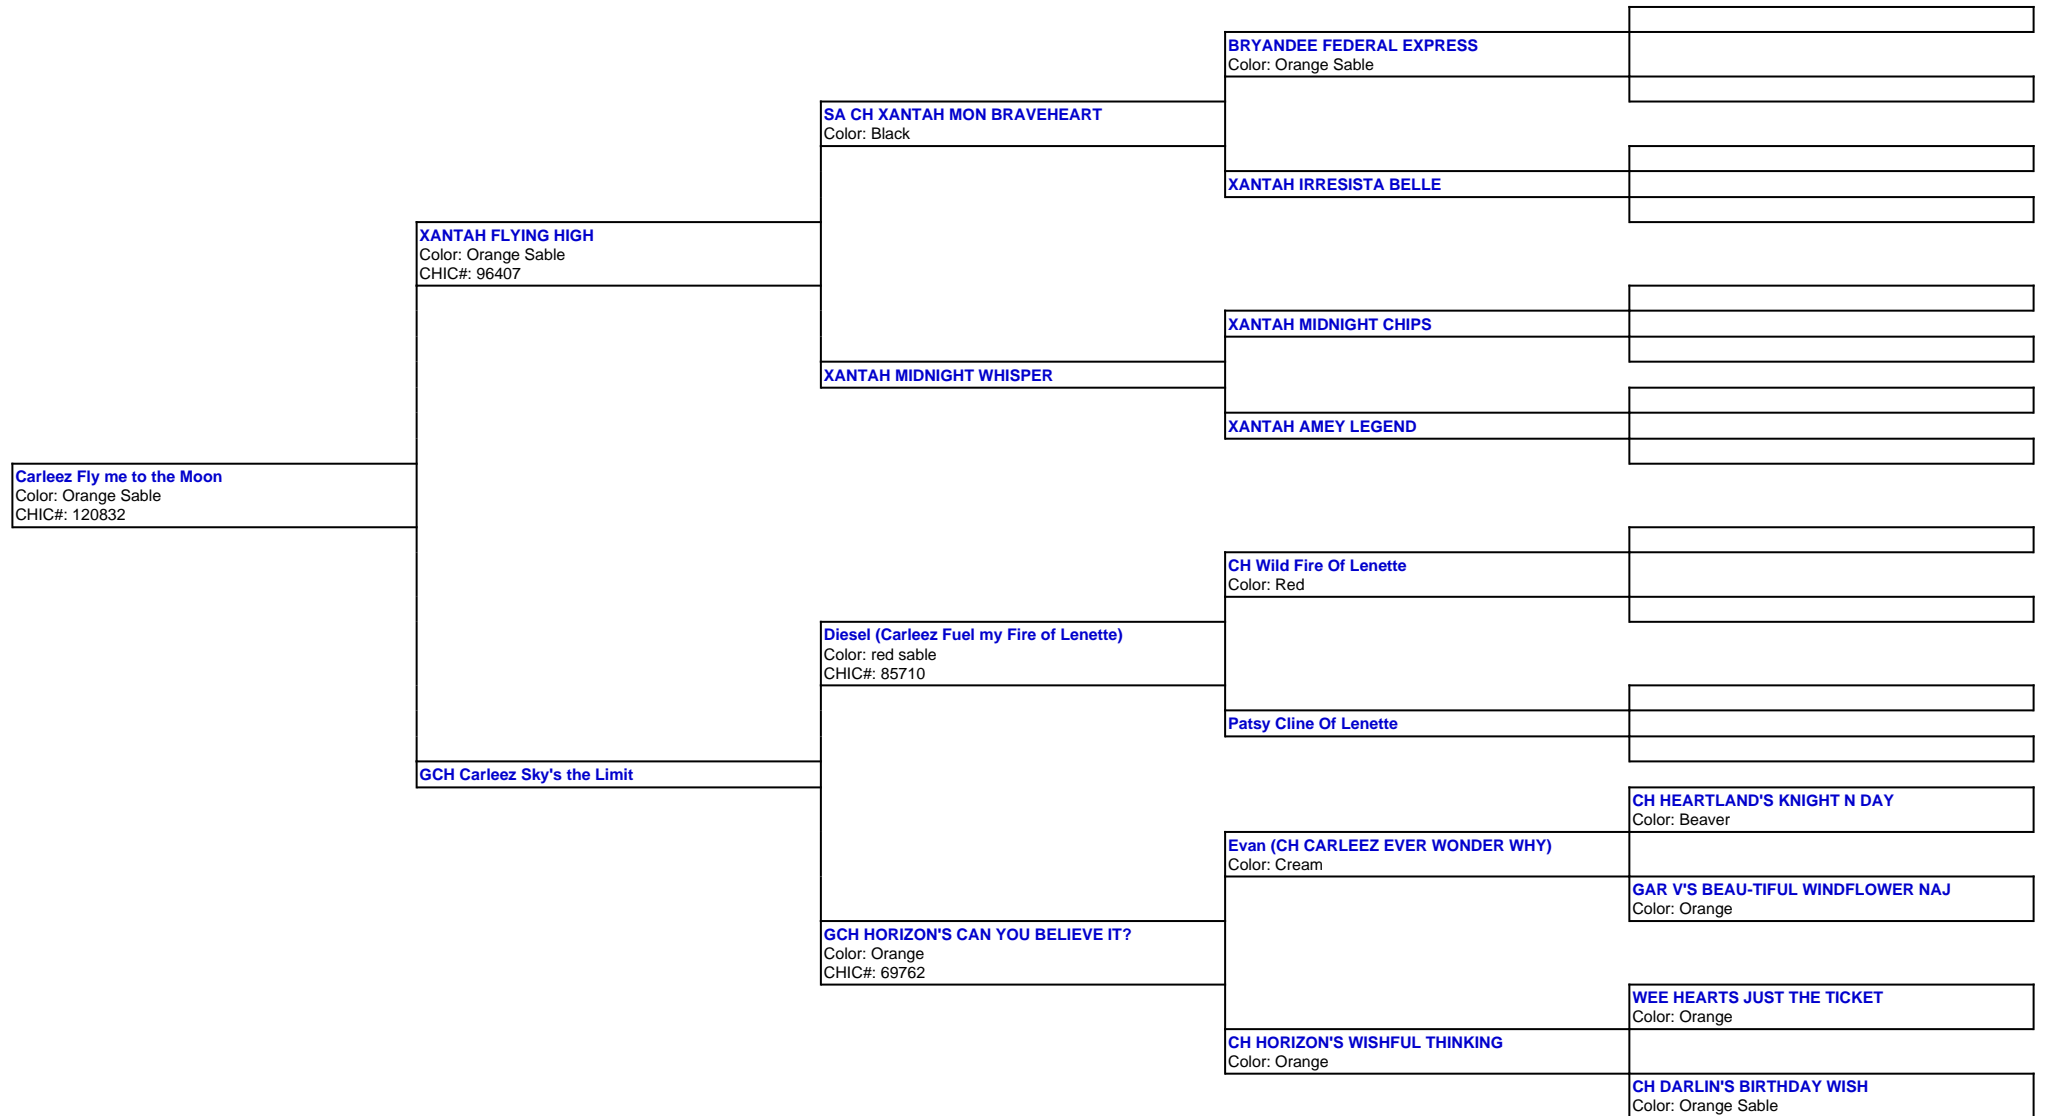 BRYANDEE FEDERAL EXPRESS
Color: Orange Sable
SA CH XANTAH MON BRAVEHEART
Color: Black
XANTAH IRRESISTA BELLE
XANTAH FLYING HIGH
Color: Orange Sable
CHIC#: 96407
XANTAH MIDNIGHT CHIPS
XANTAH MIDNIGHT WHISPER
XANTAH AMEY LEGEND
Carleez Fly me to the Moon
Color: Orange Sable
CHIC#: 120832
CH Wild Fire Of Lenette
Color: Red
Diesel (Carleez Fuel my Fire of Lenette)
Color: red sable
CHIC#: 85710
Patsy Cline Of Lenette
GCH Carleez Sky's the Limit
CH HEARTLAND'S KNIGHT N DAY
Color: Beaver
Evan (CH CARLEEZ EVER WONDER WHY)
Color: Cream
GAR V'S BEAU-TIFUL WINDFLOWER NAJ
Color: Orange
GCH HORIZON'S CAN YOU BELIEVE IT?
Color: Orange
CHIC#: 69762
WEE HEARTS JUST THE TICKET
Color: Orange
CH HORIZON'S WISHFUL THINKING
Color: Orange
CH DARLIN'S BIRTHDAY WISH
Color: Orange Sable